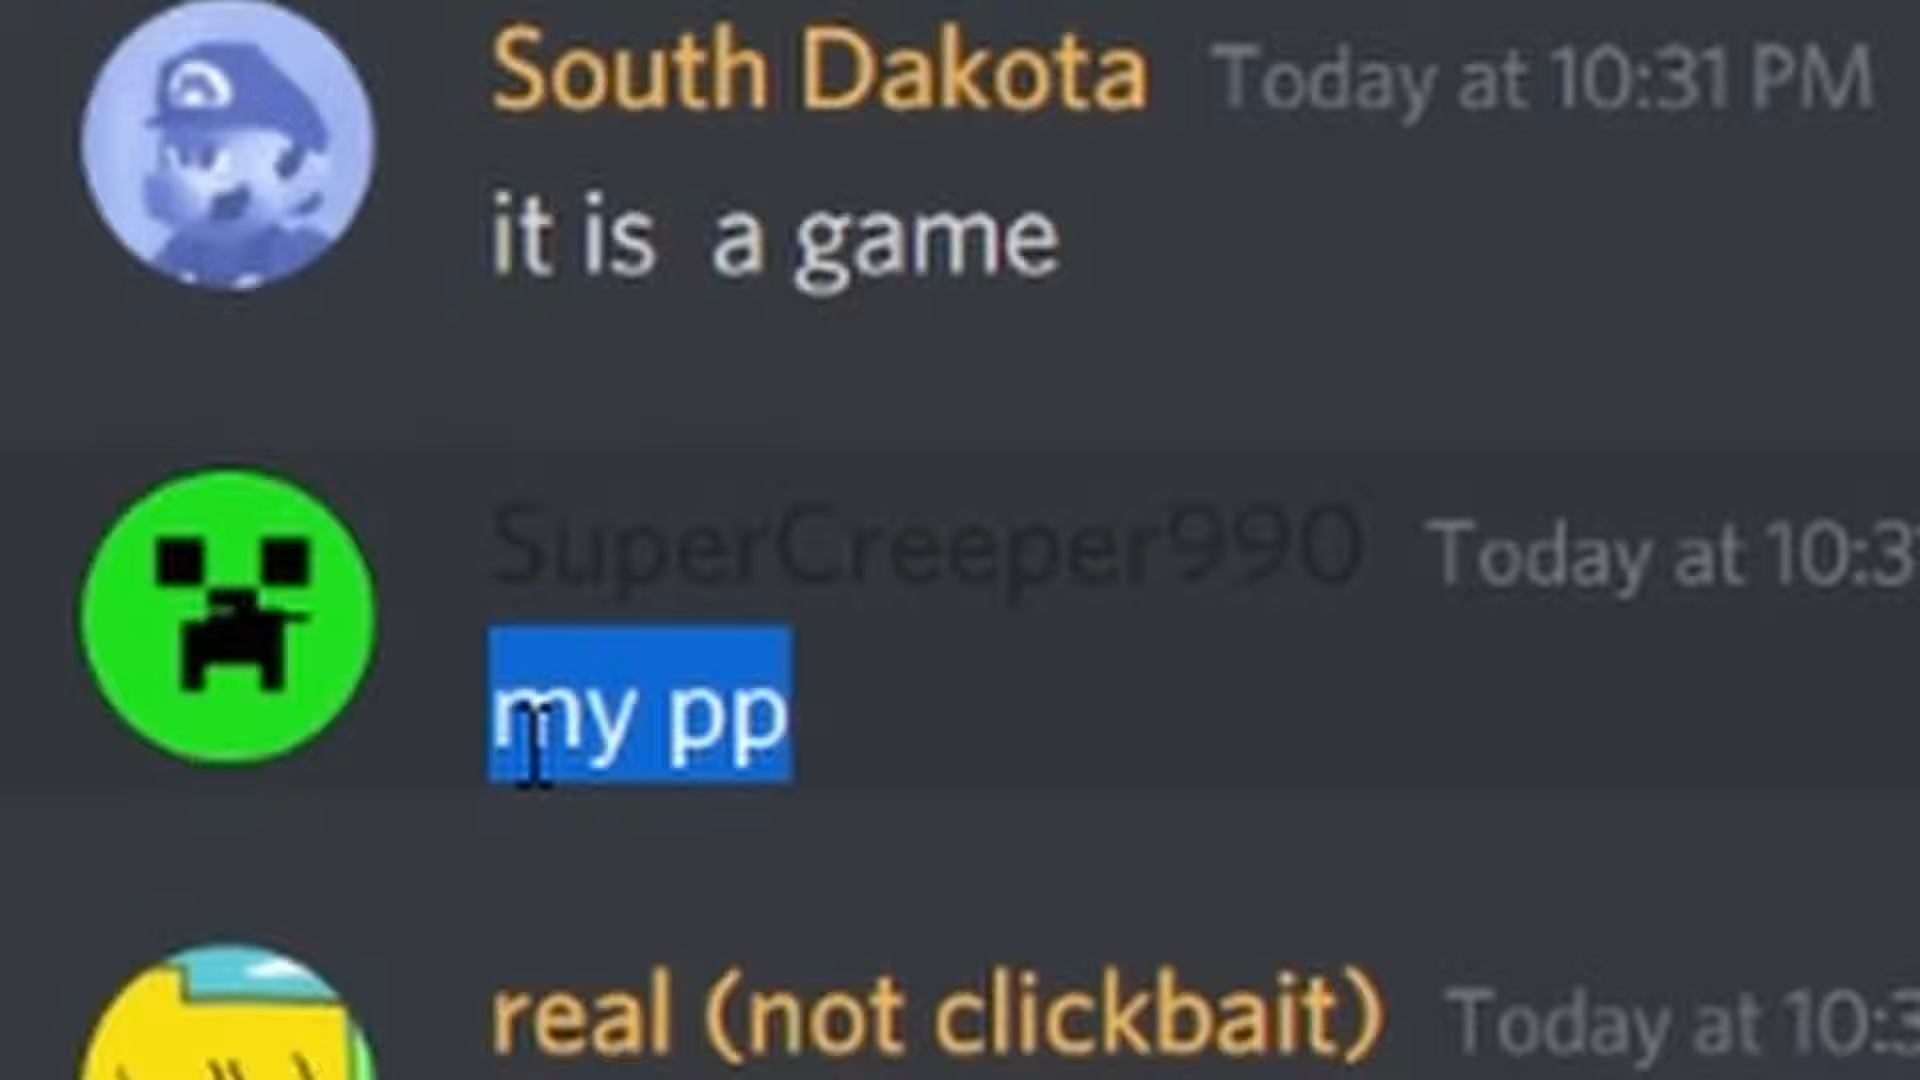 South Dakota Today at 10:31 PM
it is  a game
SuperCreeper990 Today at 10:3
my pp
real (not clickbait) Today at 10:3